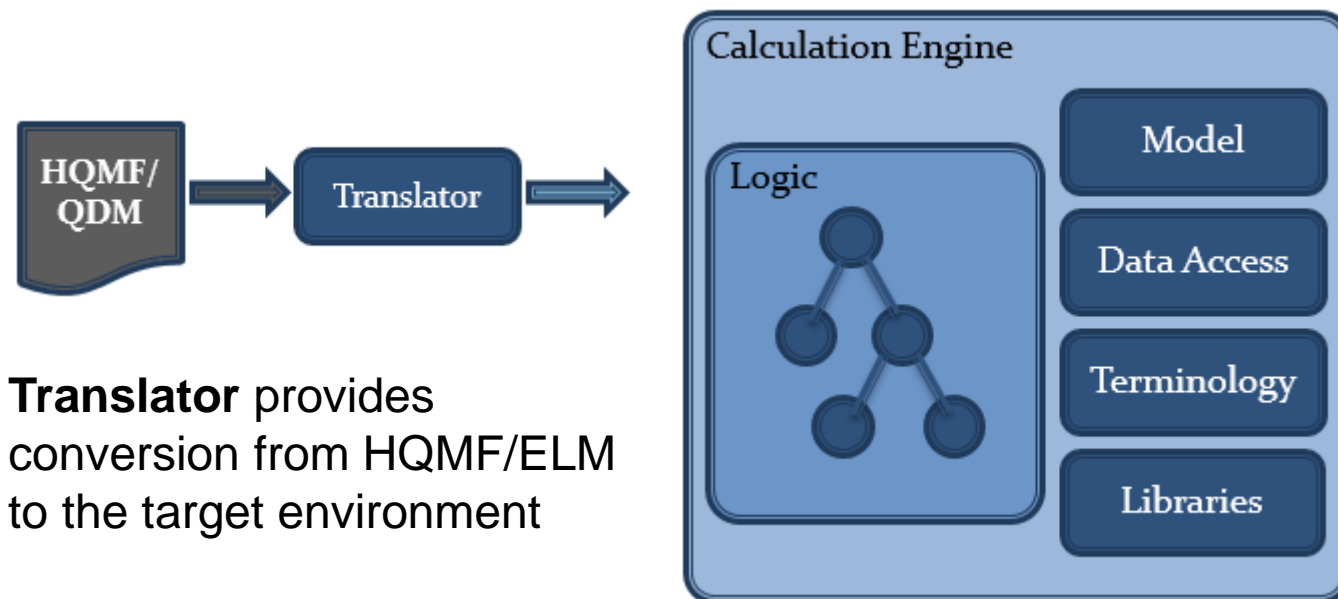 HQMF/
QDM
Translator
Translator provides
conversion from HQMF/ELM
to the target environment
Calculation Engine
Logic
Model
Data Access
Terminology
Libraries